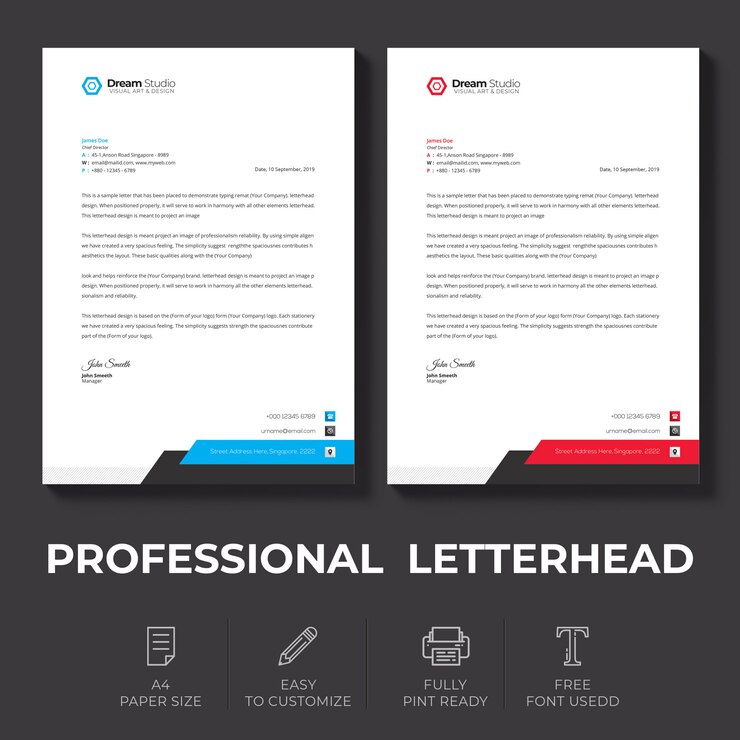 Dream Studio
VISUAL ART & DESIGN
James Doe
Chief Director
A : 45-1,Anson Road Singapore - 8989
W : email@mailid.com, www.myweb.com
P : +880 - 12345 - 6789
Date, 10 September, 2019
This is a sample letter that has been placed to demonstrate typing remat (Your Company), letterhead
design. When positioned properly, it will serve to work in harmony with all other elements letterhead.
This letterhead design is meant to project an image
This letterhead design is meant project an image of professionalism reliability. By using simple alignen
we have created a very spacious feeling. The simplicity suggest rengththe spaciousnes contributes h
aesthetics the layout. These basic qualities along with the (Your Company)
look and helps reinforce the (Your Company) brand. letterhead design is meant to project an image p
design. When positioned properly, it will serve to work in harmony with all other elements letterhead.
sionalism and reliability.
This letterhead design is based on the (Form of your logo) form (Your Company) logo. Each stationery
we have created a very spacious feeling. The simplicity suggests strength the spaciousnes contribute
part of the (Form of your logo).
John Smeeth
John Smeeth
Manager
+000 12345 6789
urname@email.com
Street Address Here, Singapore, 2222
Dream Studio
VISUAL ART & DESIGN
James Doe
Chief Director
A : 45-1,Anson Road Singapore - 8989
W : email@mailid.com, www.myweb.com
P : +880 - 12345 - 6789
Date, 10 September, 2019
This is a sample letter that has been placed to demonstrate typing remat (Your Company), letterhead
design. When positioned properly, it will serve to work in harmony with all other elements letterhead.
This letterhead design is meant to project an image
This letterhead design is meant project an image of professionalism reliability. By using simple alignen
we have created a very spacious feeling. The simplicity suggest rengththe spaciousnes contributes h
aesthetics the layout. These basic qualities along with the (Your Company)
look and helps reinforce the (Your Company) brand. letterhead design is meant to project an image p
design. When positioned properly, it will serve to work in harmony with all other elements letterhead.
sionalism and reliability.
This letterhead design is based on the (Form of your logo) form (Your Company) logo. Each stationery
we have created a very spacious feeling. The simplicity suggests strength the spaciousnes contribute
part of the (Form of your logo).
John Smeeth
John Smeeth
Manager
+000 12345 6789
urname@email.com
Street Address Here, Singapore, 2222
PROFESSIONAL LETTERHEAD
A4
PAPER SIZE
EASY
TO CUSTOMIZE
FULLY
PINT READY
FREE
FONT USEDD